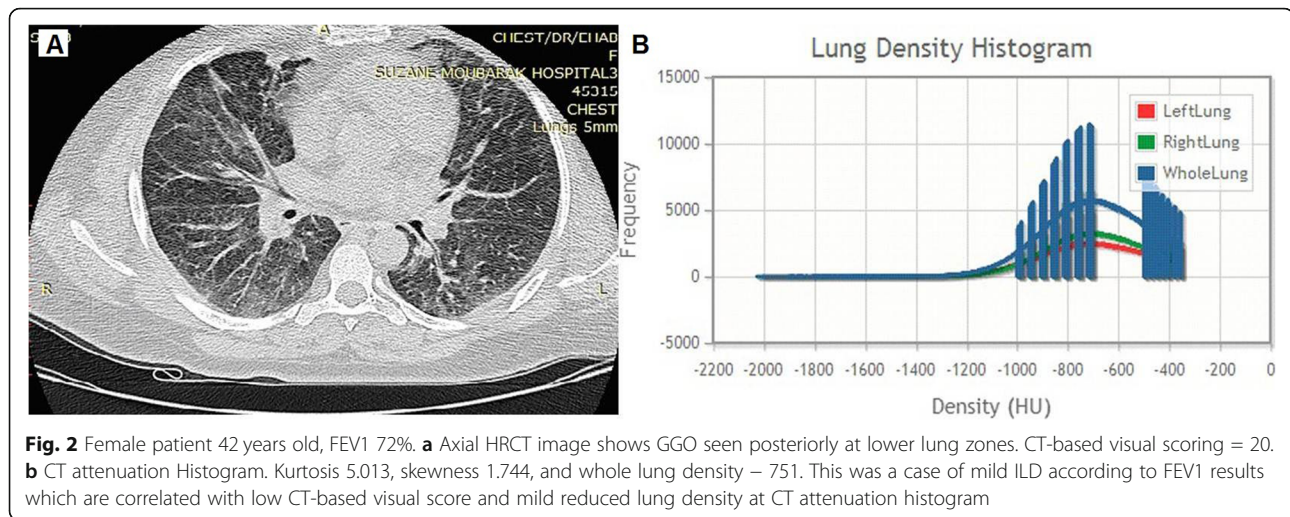 A
A
CHEST/DR/EHAB
F
SUZANE MOUBARAK HOSPITAL3
45315
CHEST
Lungs 5mm
R
L
B
Lung Density Histogram
15000
10000
5000
0
-5000
Frequency
LeftLung
RightLung
WholeLung
-2200 -2000 -1800 -1600 -1400 -1200 -1000 -800 -600 -400 -200 0
Density (HU)
Fig. 2 Female patient 42 years old, FEV1 72%. a Axial HRCT image shows GGO seen posteriorly at lower lung zones. CT-based visual scoring = 20.
b CT attenuation Histogram. Kurtosis 5.013, skewness 1.744, and whole lung density – 751. This was a case of mild ILD according to FEV1 results
which are correlated with low CT-based visual score and mild reduced lung density at CT attenuation histogram